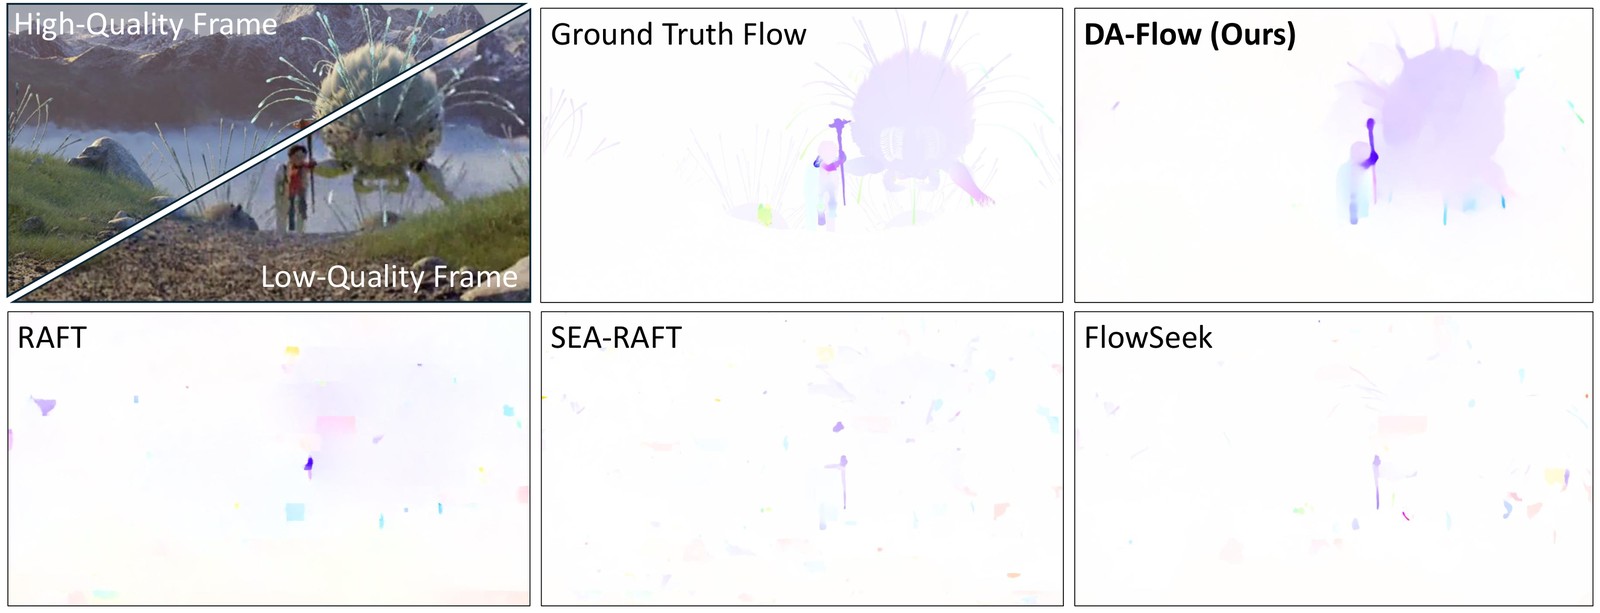 High-Quality Frame
Low-Quality Frame
Ground Truth Flow
DA-Flow (Ours)
RAFT
SEA-RAFT
FlowSeek